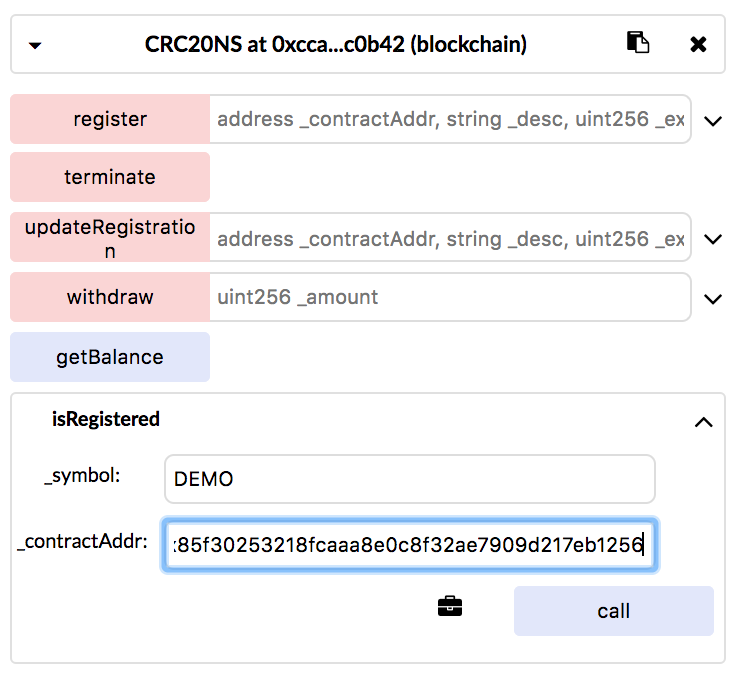 CRC20NS at 0xcca...c0b42 (blockchain)
register address _contractAddr, string _desc, uint256 _ex
terminate
updateRegistratio
n
address _contractAddr, string _desc, uint256 _ex
withdraw uint256 _amount
getBalance
isRegistered
_symbol: DEMO
_contractAddr: :85f30253218fcaaa8e0c8f32ae7909d217eb1256
call